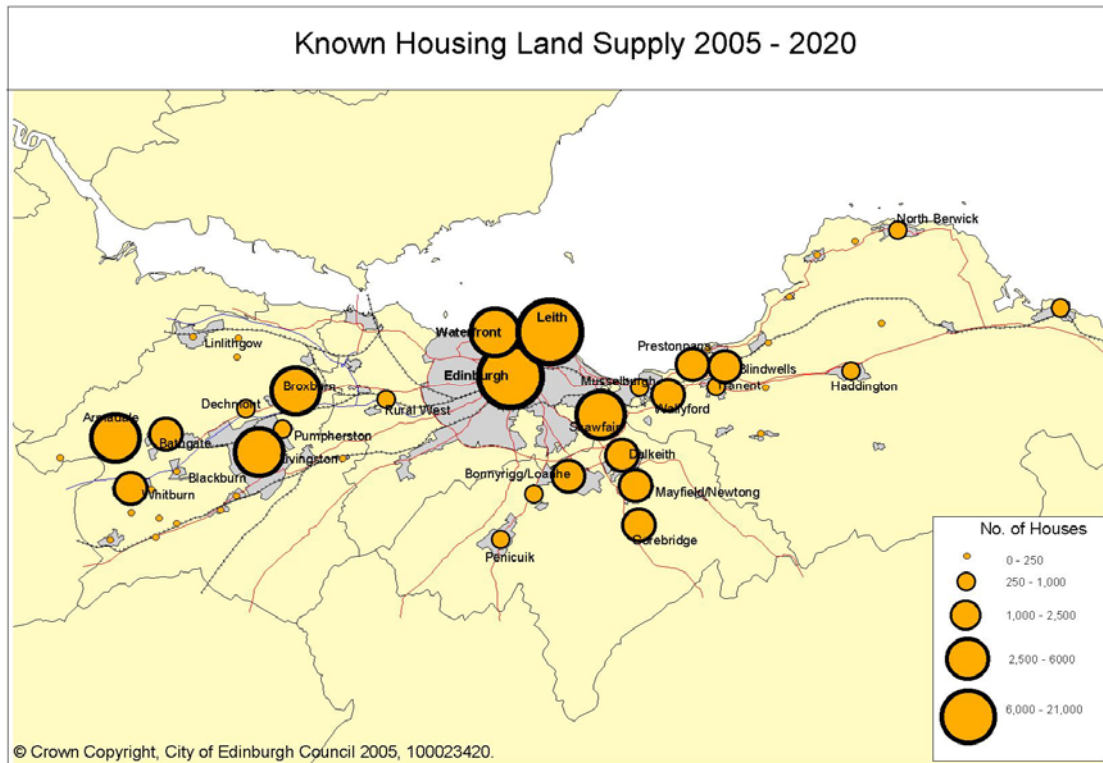 Known Housing Land Supply 2005 - 2020
North Berwick
Leith
Waterfront
Linlithgow
Prestonpans
Blindwells
Edinburgh
Musselburgh
Tranent
Haddington
Broxburn
Wallyford
Dechmont
Rural West
Armadale
Shawfair
Bathgate
Pumpherston
Livingston
Dalkeith
Blackburn
Bonnyrigg/Loanhe
Whitburn
Mayfield/Newtong
Gorebridge
Penicuik
No. of Houses
0 - 250
250 - 1,000
1,000 - 2,500
2,500 - 6000
6,000 - 21,000
© Crown Copyright, City of Edinburgh Council 2005, 100023420.